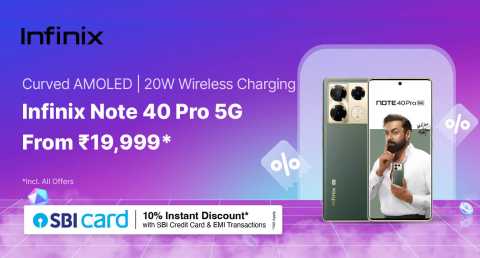 Infinix
Curved AMOLED | 20W Wireless Charging
Infinix Note 40 Pro 5G
From ₹19,999*
*Incl. All Offers
SBI card
10% Instant Discount*
with SBI Credit Card & EMI Transactions
NOTE 40 Pro 5G
Infinix